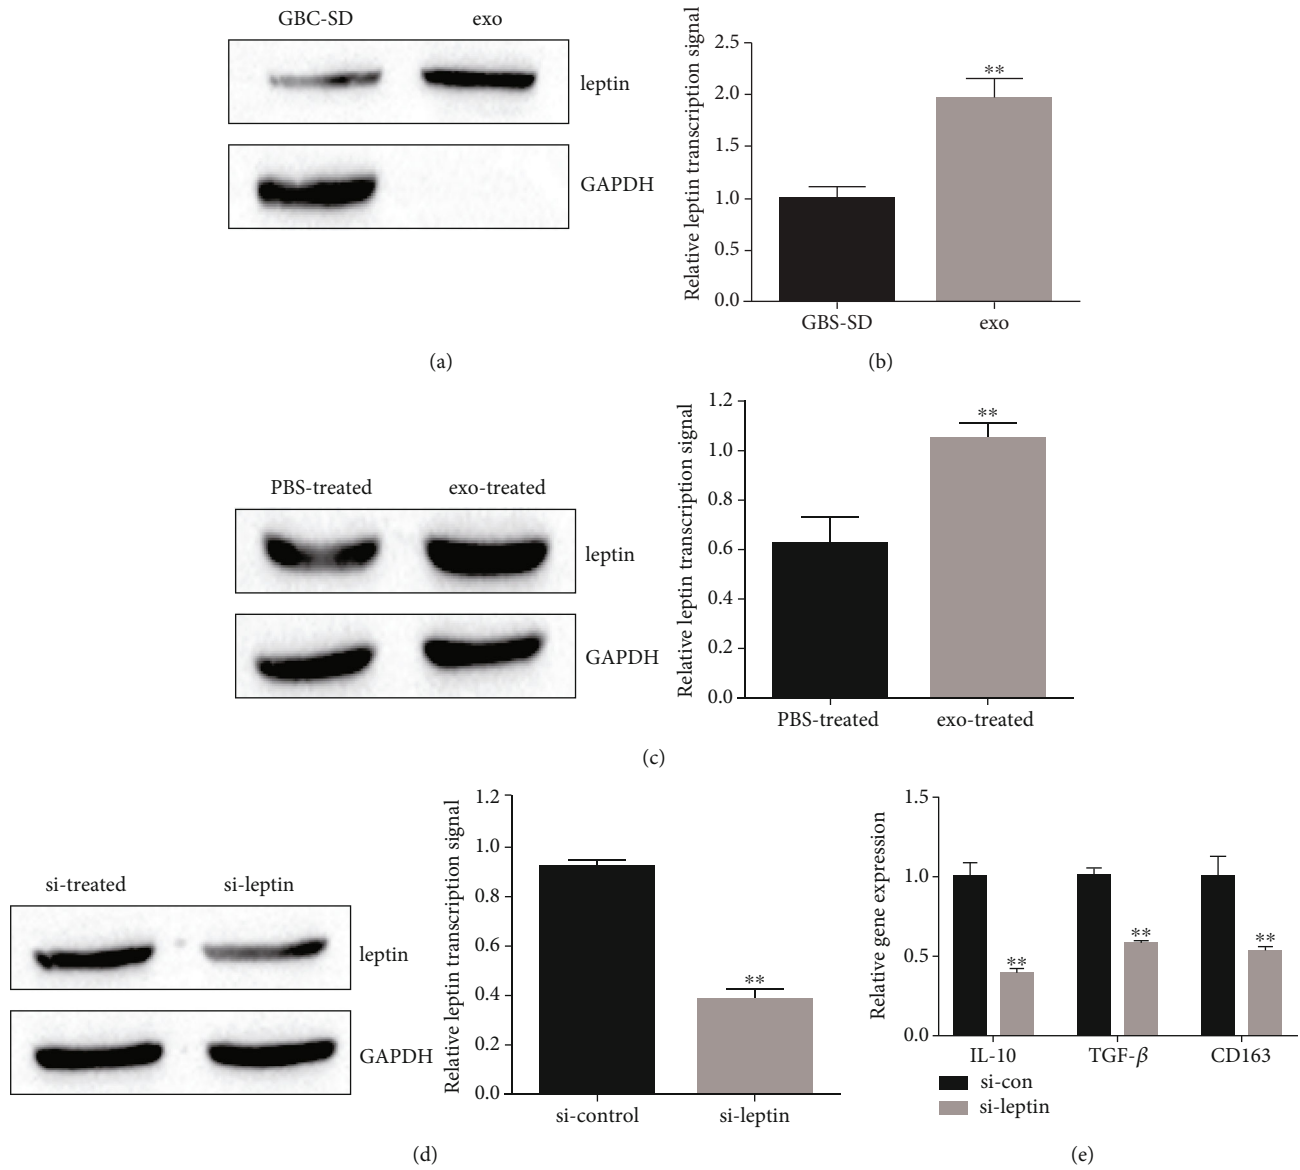 GBC-SD exo
leptin
GAPDH
(a)
Relative leptin transcription signal
2.5
2.0
1.5
1.0
0.5
0.0
**
GBS-SD exo
(b)
PBS-treated exo-treated
leptin
GAPDH
Relative leptin transcription signal
1.2
1.0
0.8
0.6
0.4
0.2
0.0
**
PBS-treated exo-treated
(c)
si-treated si-leptin
leptin
GAPDH
Relative leptin transcription signal
1.2
1.0
0.8
0.6
0.4
0.2
0.0
**
si-control si-leptin
(d)
Relative gene expression
1.5
1.0
0.5
0.0
** ** **
IL-10 TGF-β CD163
si-con
si-leptin
(e)